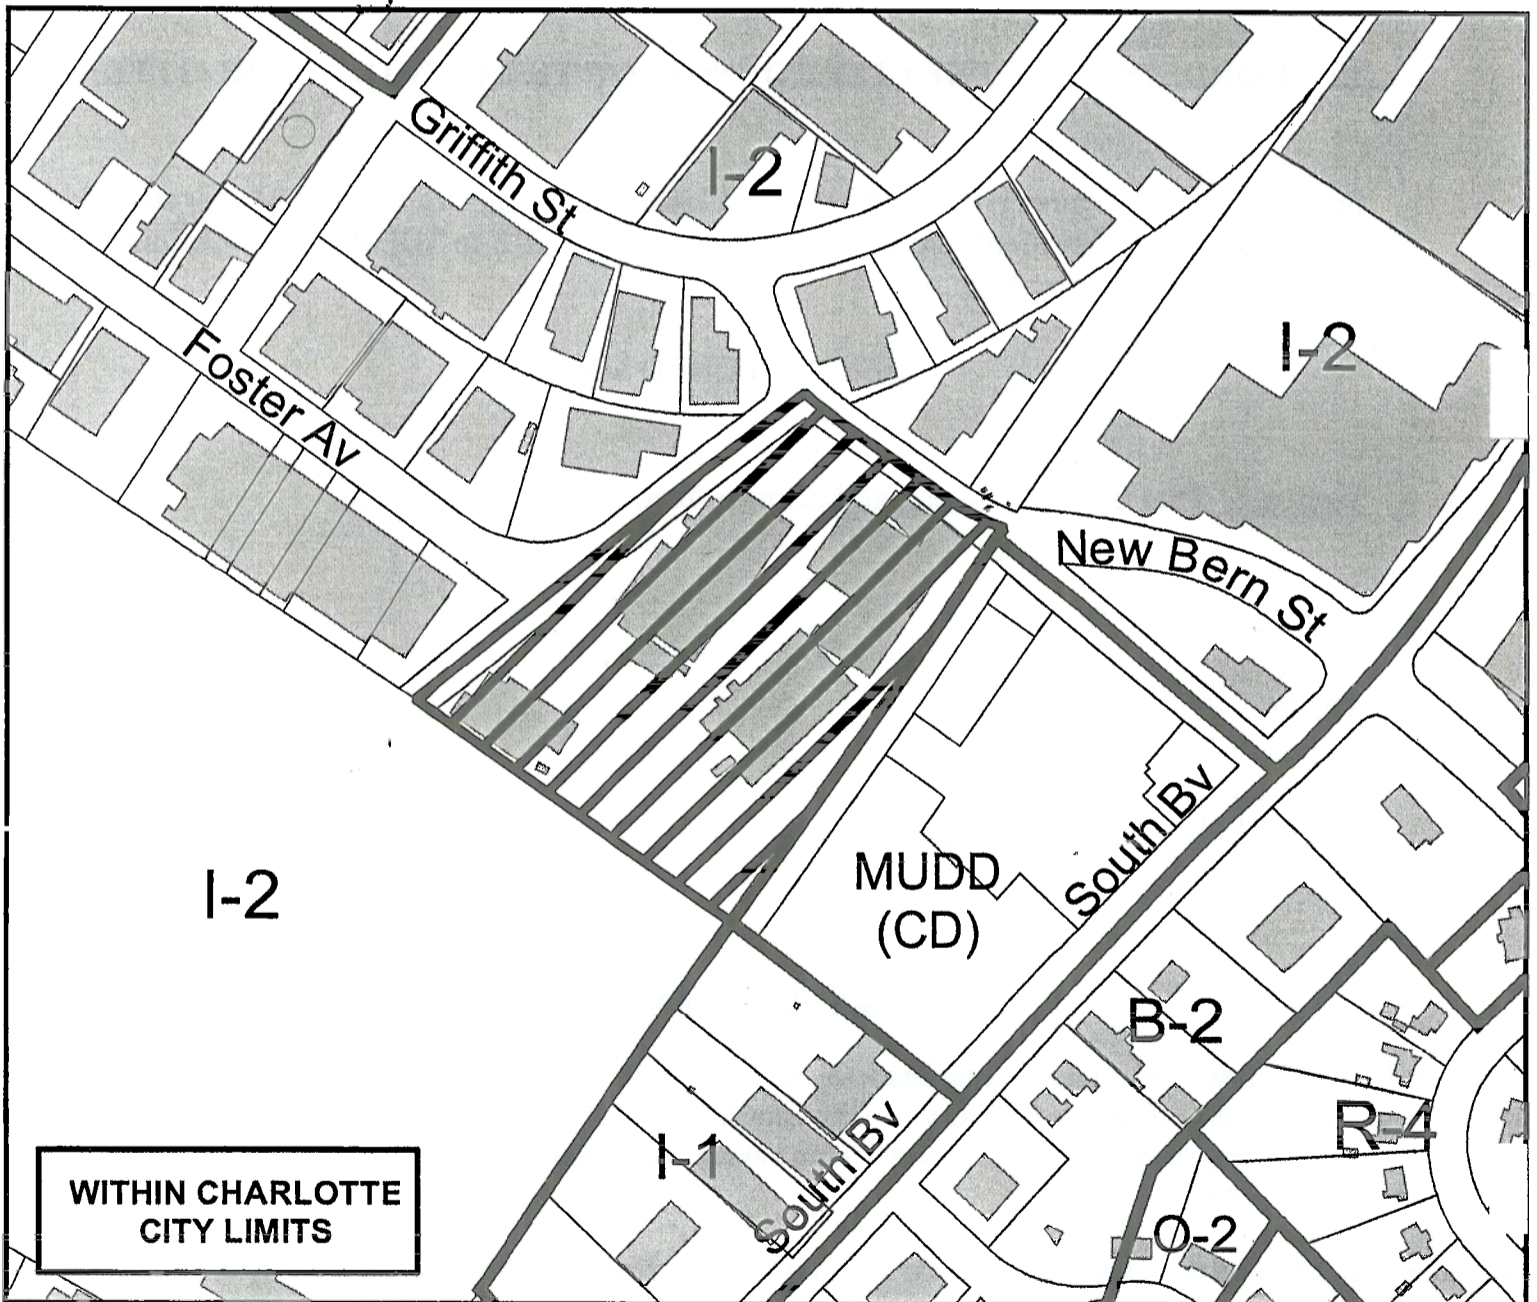 Griffith St
I-2
I-2
Foster Av
New Bern St
South Bv
MUDD
(CD)
I-2
B-2
R-4
I-1
South Bv
O-2
WITHIN CHARLOTTE
CITY LIMITS